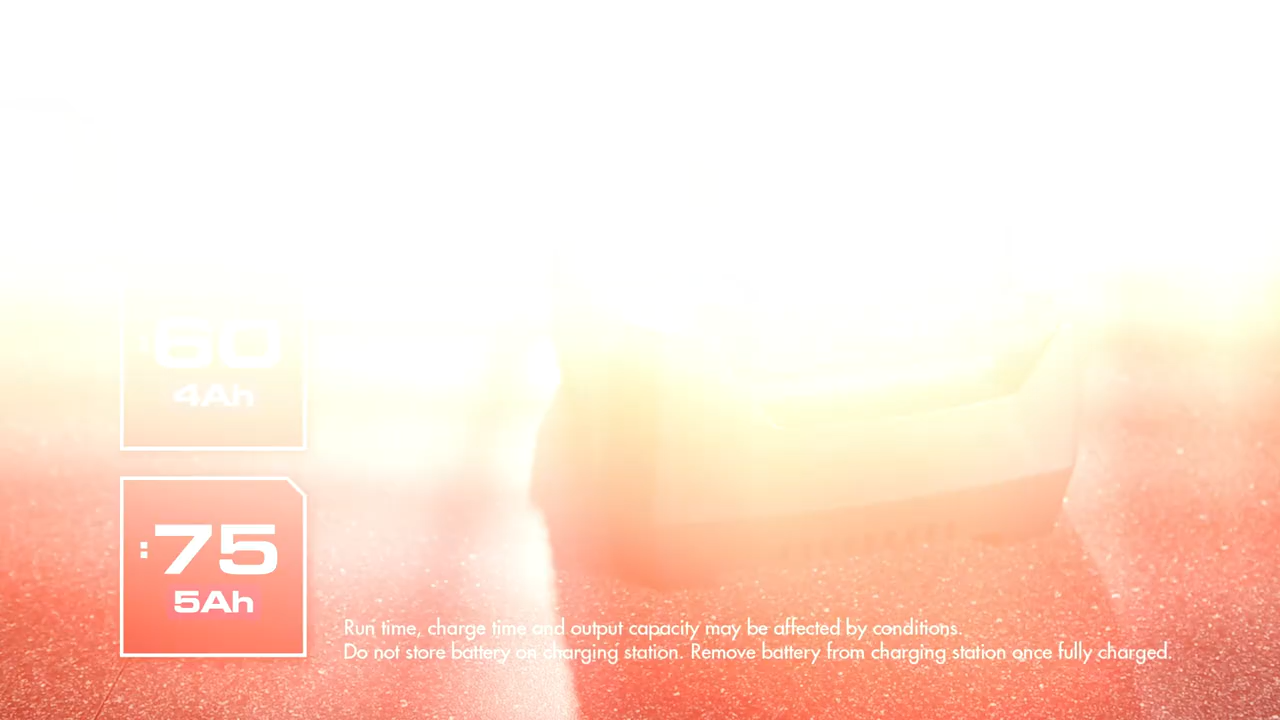 :60
4Ah
:75
5Ah
Run time, charge time and output capacity may be affected by conditions.
Do not store battery on charging station. Remove battery from charging station once fully charged.